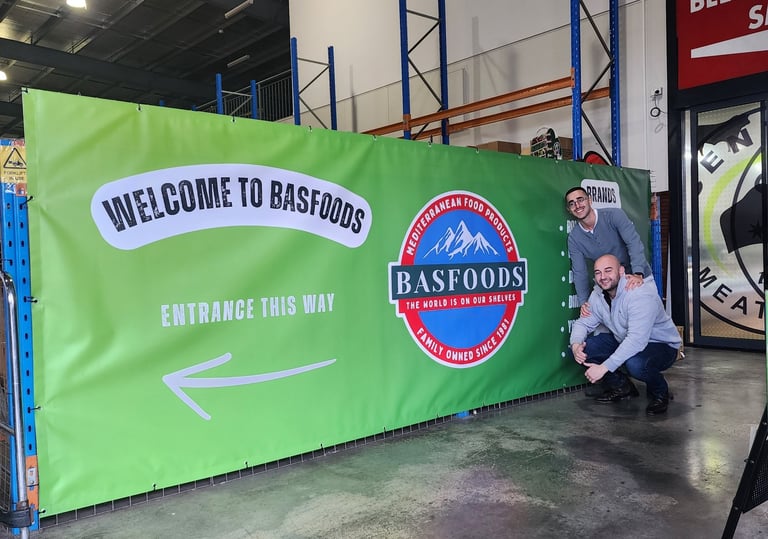 WELCOME TO BASFOODS
ENTRANCE THIS WAY
MEDITERRANEAN FOOD PRODUCTS
BASFOODS
THE WORLD IS ON OUR SHELVES
FAMILY OWNED SINCE 1981
BRANDS
FORKLIFT
MEAT